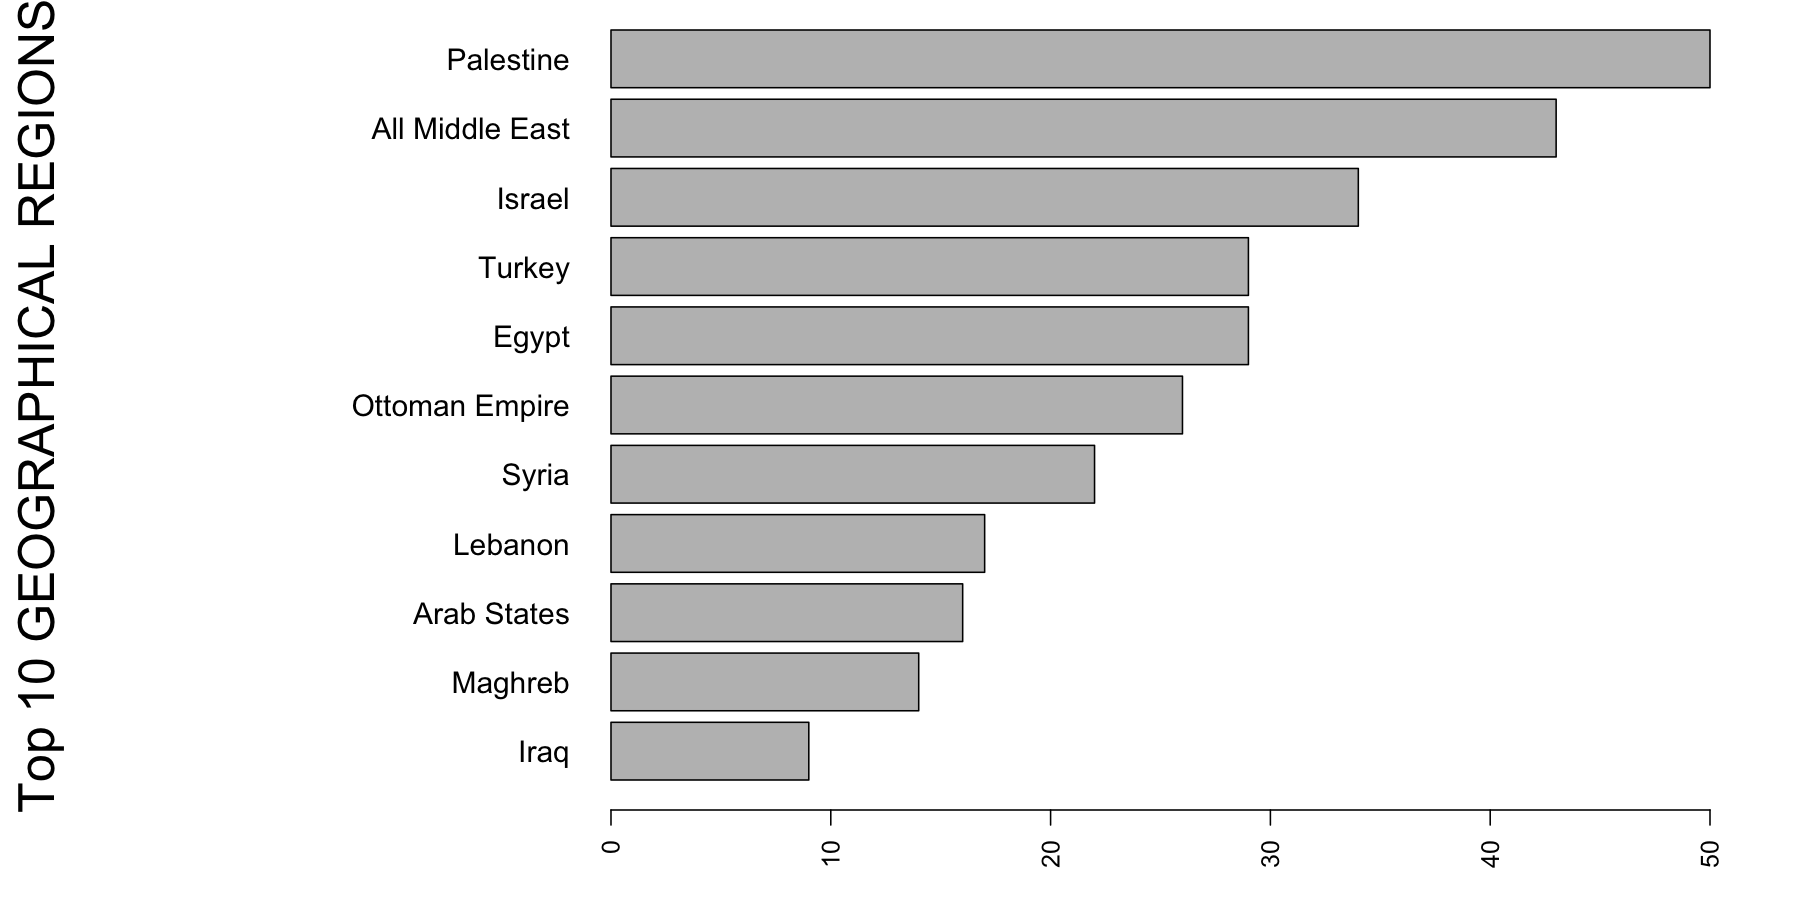 Top 10 GEOGRAPHICAL REGIONS
Palestine
All Middle East
Israel
Turkey
Egypt
Ottoman Empire
Syria
Lebanon
Arab States
Maghreb
Iraq
0 10 20 30 40 50